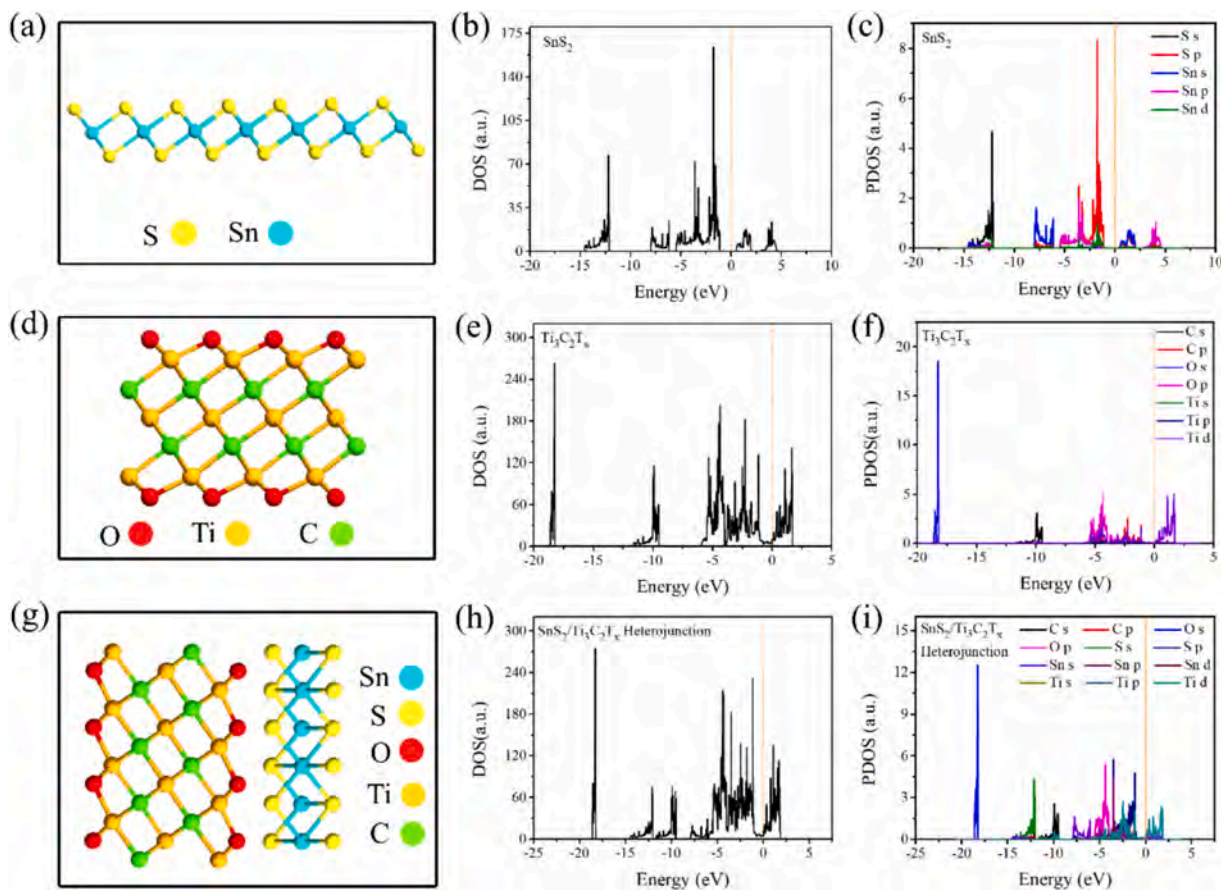 (a)
S
Sn
(b)
SnS₂
175
140
105
70
35
0
-20 -15 -10 -5 0 5 10
DOS (a.u.)
Energy (eV)
(c)
SnS₂
S s
S p
Sn s
Sn p
Sn d
8
6
4
2
0
-20 -15 -10 -5 0 5 10
PDOS (a.u.)
Energy (eV)
(d)
O
Ti
C
(e)
Ti₃C₂Tₓ
300
240
180
120
60
0
-20 -15 -10 -5 0 5
DOS (a.u.)
Energy (eV)
(f)
Ti₃C₂Tₓ
C s
C p
O s
O p
Ti s
Ti p
Ti d
20
15
10
5
0
-20 -15 -10 -5 0 5
PDOS(a.u.)
Energy (eV)
(g)
Sn
S
O
Ti
C
(h)
SnS₂/Ti₃C₂Tₓ Heterojunction
300
240
180
120
60
0
-25 -20 -15 -10 -5 0 5 10
DOS(a.u.)
Energy (eV)
(i)
SnS₂/Ti₃C₂Tₓ
Heterojunction
C s C p O s
O p S s S p
Sn s Sn p Sn d
Ti s Ti p Ti d
15
12
9
6
3
0
-25 -20 -15 -10 -5 0 5 10
PDOS (a.u.)
Energy (eV)